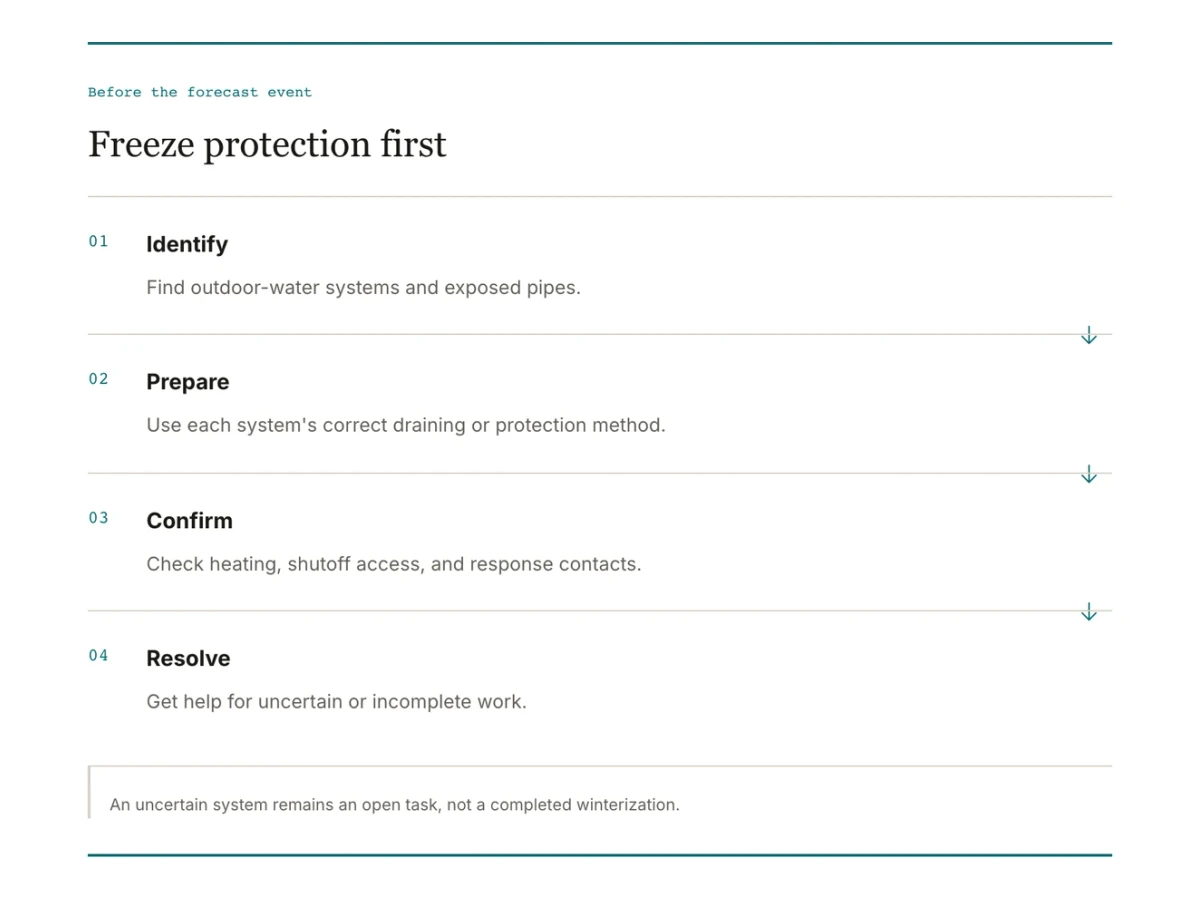 Before the forecast event
Freeze protection first
01
Identify
Find outdoor-water systems and exposed pipes.
02
Prepare
Use each system's correct draining or protection method.
03
Confirm
Check heating, shutoff access, and response contacts.
04
Resolve
Get help for uncertain or incomplete work.
An uncertain system remains an open task, not a completed winterization.